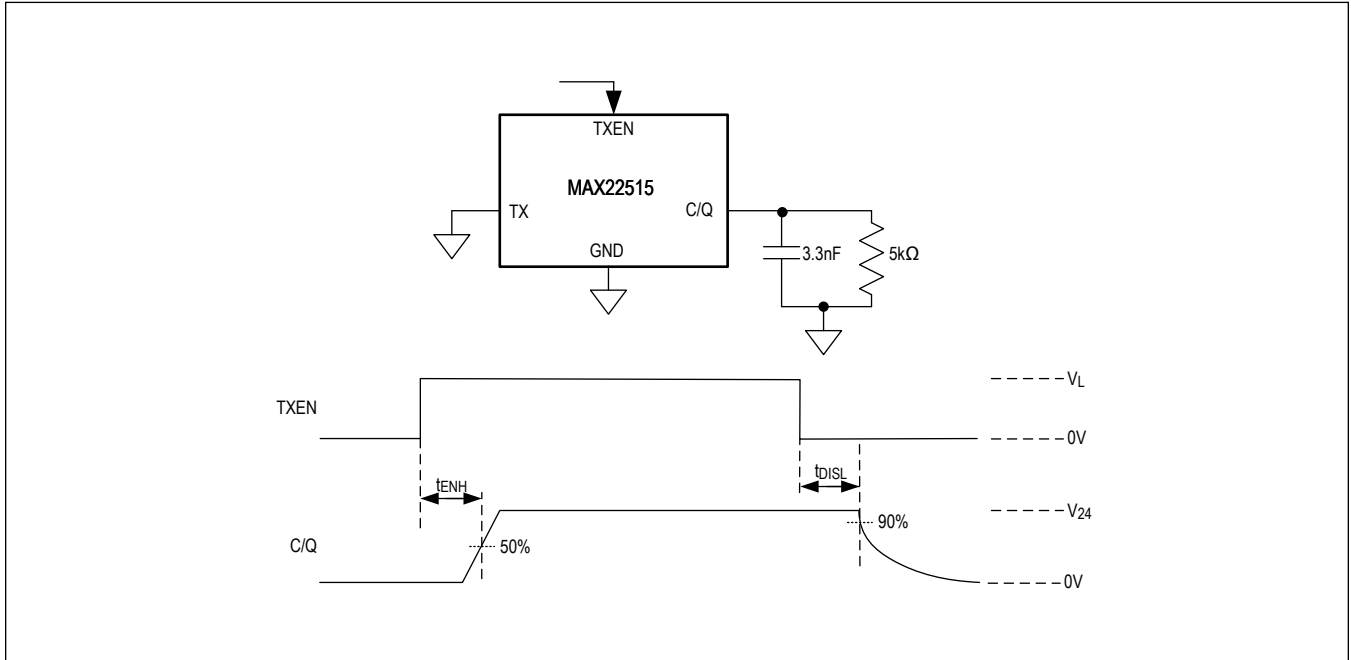 TXEN
MAX22515
TX
C/Q
GND
3.3nF
5kΩ
VL
TXEN
0V
tENH
tDISL
V24
90%
C/Q
50%
0V